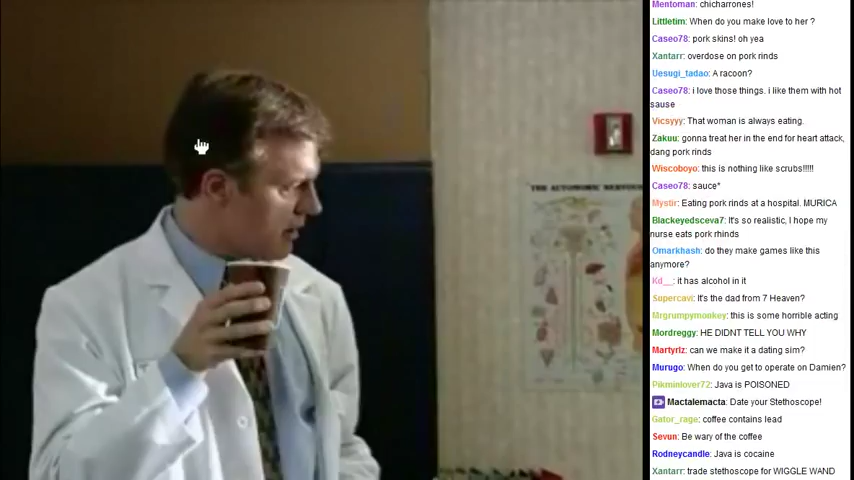 THE AUTONOMIC NERVOUS
Mentoman: chicharrones!
Littletim: When do you make love to her ?
Caseo78: pork skins! oh yea
Xantarr: overdose on pork rinds
Uesugi_tadao: A racoon?
Caseo78: i love those things. i like them with hot
sause
Vicsyyy: That woman is always eating.
Zakuu: gonna treat her in the end for heart attack,
dang pork rinds
Wiscoboyo: this is nothing like scrubs!!!!!
Caseo78: sauce*
Mystir: Eating pork rinds at a hospital. MURICA
Blackeyedsceva7: It's so realistic, I hope my
nurse eats pork rhinds
Omarkhash: do they make games like this
anymore?
Kd__: it has alcohol in it
Supercavi: It's the dad from 7 Heaven?
Mrgrumpymonkey: this is some horrible acting
Mordreggy: HE DIDNT TELL YOU WHY
Martyrlz: can we make it a dating sim?
Murugo: When do you get to operate on Damien?
Pikminlover72: Java is POISONED
Mactalemacta: Date your Stethoscope!
Gator_rage: coffee contains lead
Sevun: Be wary of the coffee
Rodneycandle: Java is cocaine
Xantarr: trade stethoscope for WIGGLE WAND